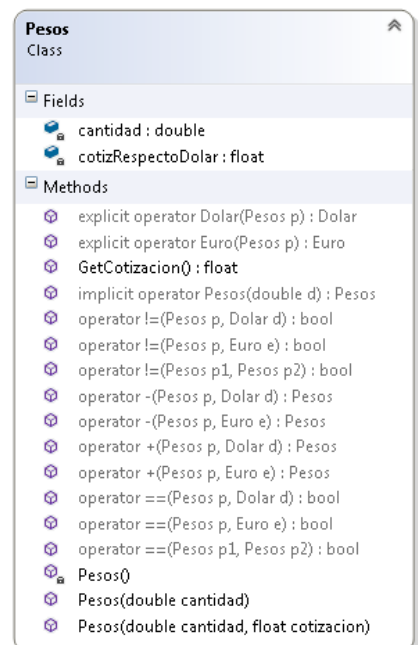 Pesos
Class
Fields
cantidad : double
cotizRespectoDolar : float
Methods
explicit operator Dolar(Pesos p) : Dolar
explicit operator Euro(Pesos p) : Euro
GetCotizacion() : float
implicit operator Pesos(double d) : Pesos
operator !=(Pesos p, Dolar d) : bool
operator !=(Pesos p, Euro e) : bool
operator !=(Pesos p1, Pesos p2) : bool
operator -(Pesos p, Dolar d) : Pesos
operator -(Pesos p, Euro e) : Pesos
operator +(Pesos p, Dolar d) : Pesos
operator +(Pesos p, Euro e) : Pesos
operator ==(Pesos p, Dolar d) : bool
operator ==(Pesos p, Euro e) : bool
operator ==(Pesos p1, Pesos p2) : bool
Pesos()
Pesos(double cantidad)
Pesos(double cantidad, float cotizacion)